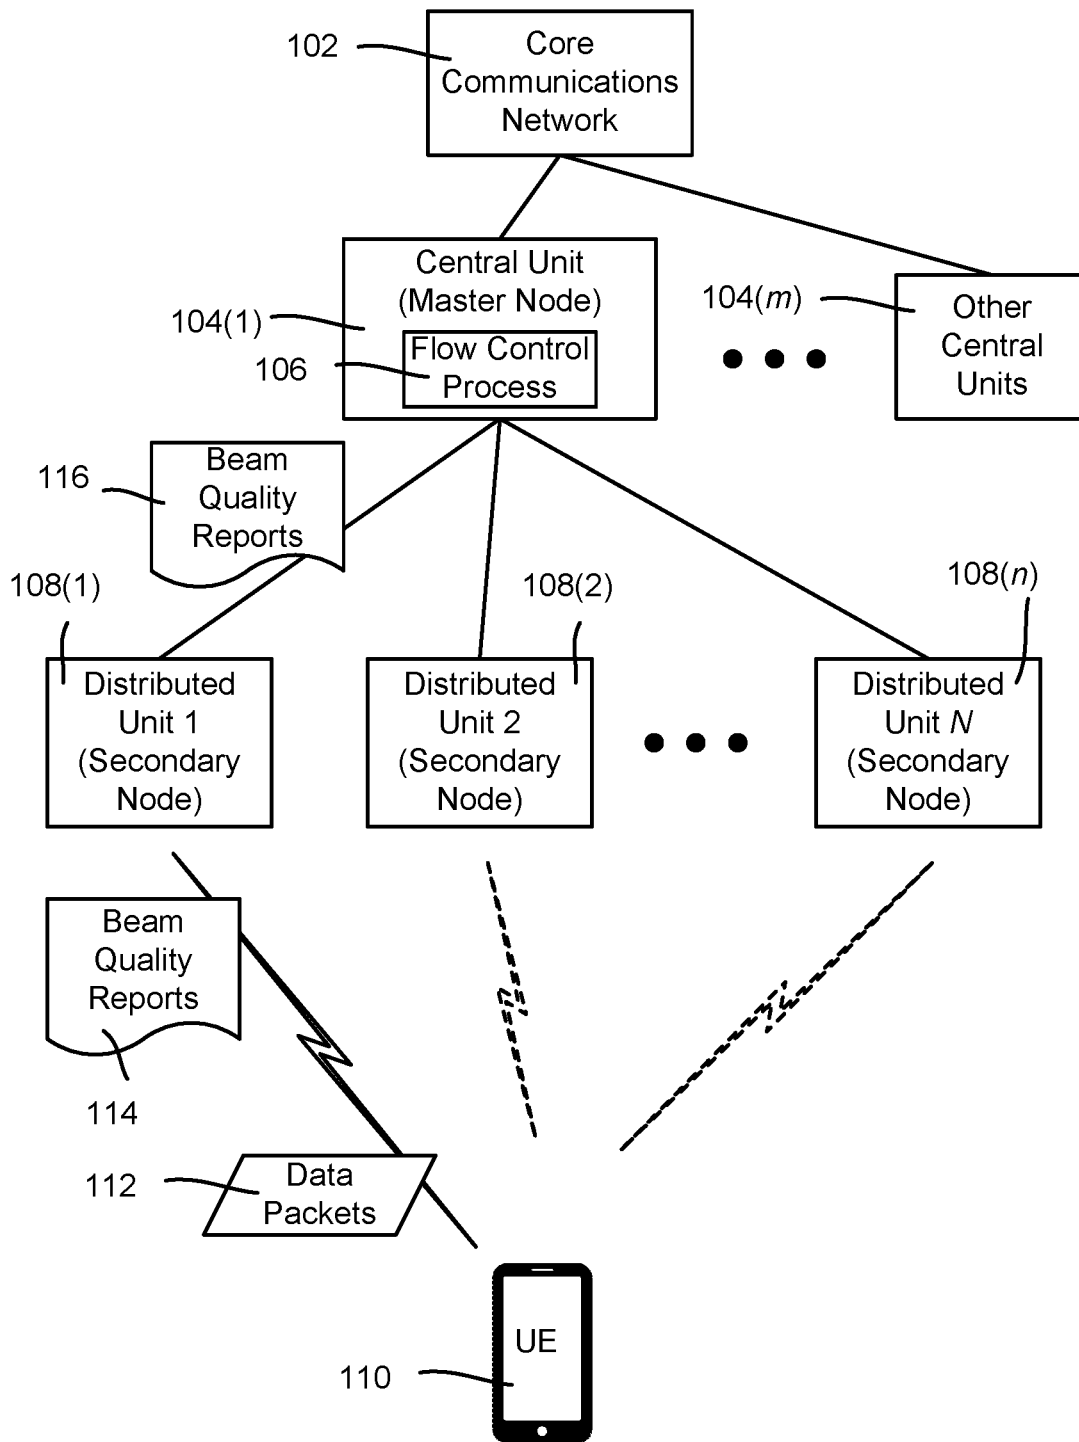 102
Core
Communications
Network
Central Unit
(Master Node)
104(1)
106
Flow Control
Process
104(m)
Other
Central
Units
116
Beam
Quality
Reports
108(1)
108(2)
108(n)
Distributed
Unit 1
(Secondary
Node)
Distributed
Unit 2
(Secondary
Node)
Distributed
Unit N
(Secondary
Node)
Beam
Quality
Reports
114
112
Data
Packets
UE
110